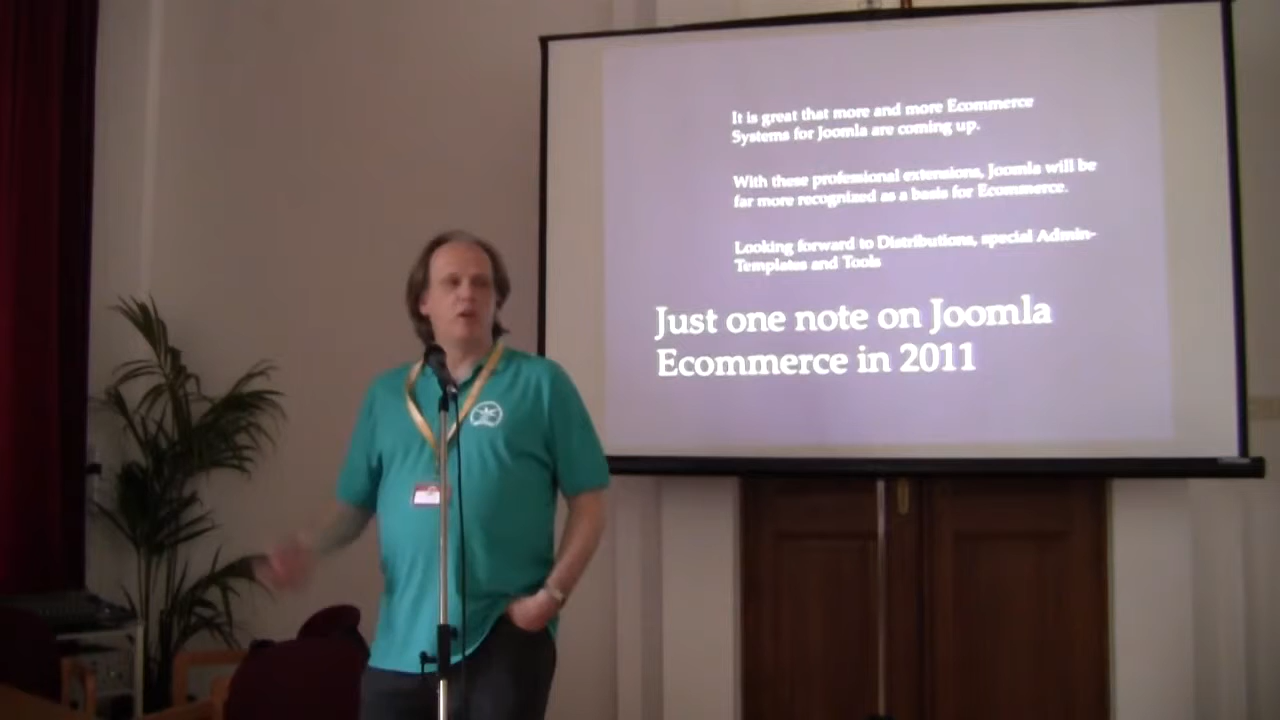 It is great that more and more Ecommerce
Systems for Joomla are coming up.
With these professional extensions, Joomla will be
far more recognized as a basis for Ecommerce.
Looking forward to Distributions, special Admin-
Templates and Tools
Just one note on Joomla
Ecommerce in 2011